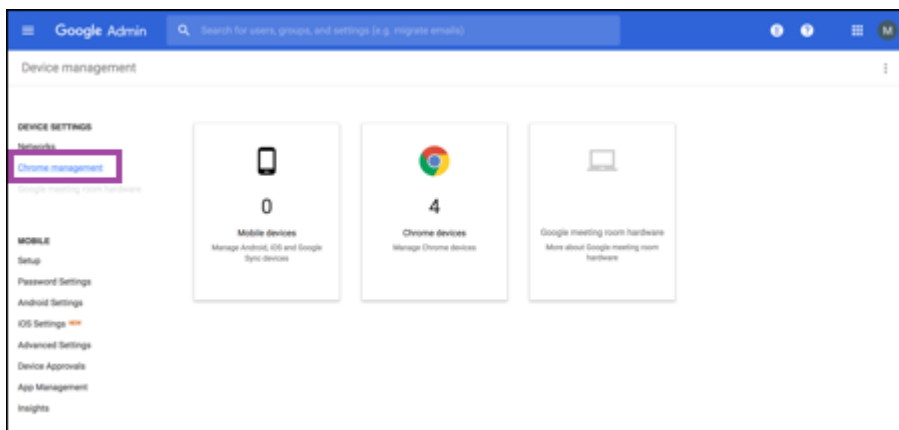 Google Admin
Search for users, groups, and settings (e.g. migrate emails)
M
Device management
DEVICE SETTINGS
Networks
Chrome management
Google meeting room hardware
MOBILE
Setup
Password Settings
Android Settings
iOS Settings NEW
Advanced Settings
Device Approvals
App Management
Insights
0
Mobile devices
Manage Android, iOS and Google
Sync devices
4
Chrome devices
Manage Chrome devices
Google meeting room hardware
More about Google meeting room
hardware